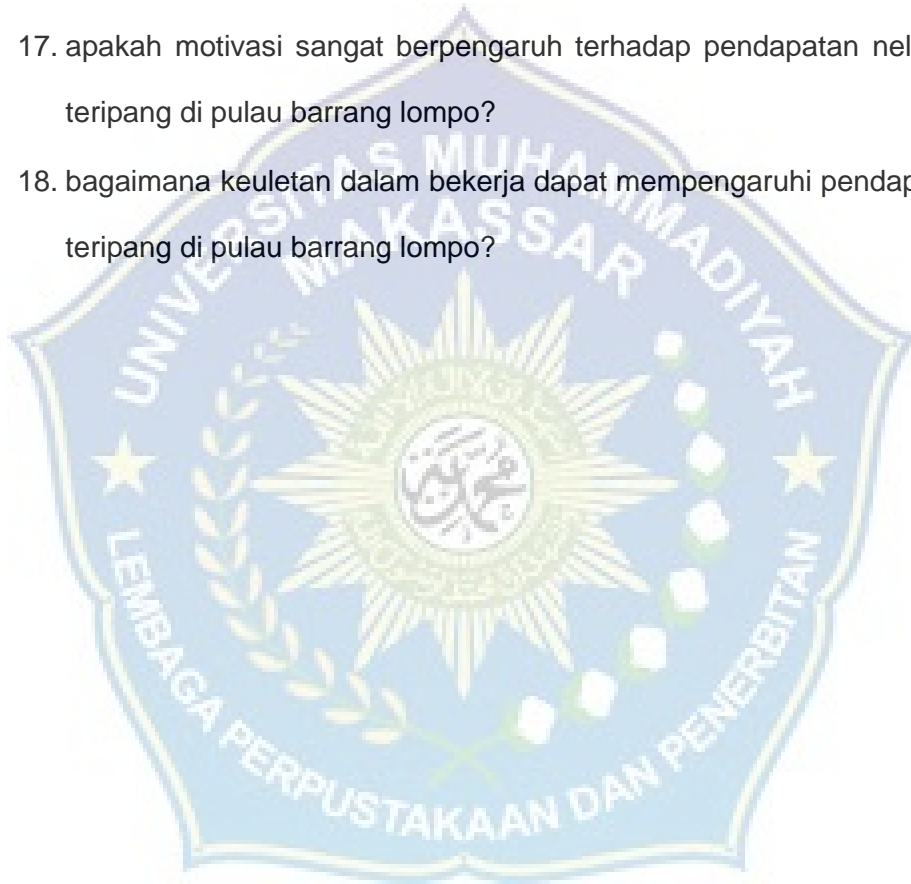 17. apakah motivasi sangat berpengaruh terhadap pendapatan nel
teripang di pulau barrang lompo?
18. bagaimana keuletan dalam bekerja dapat mempengaruhi pendap
teripang di pulau barrang lompo?
UNIVERSITAS MUHAMMADIYAH
MAKASSAR
LEMBAGA PERPUSTAKAAN DAN PENERBITAN